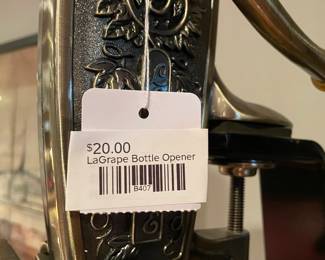 $20.00
LaGrape Bottle Opener
B407